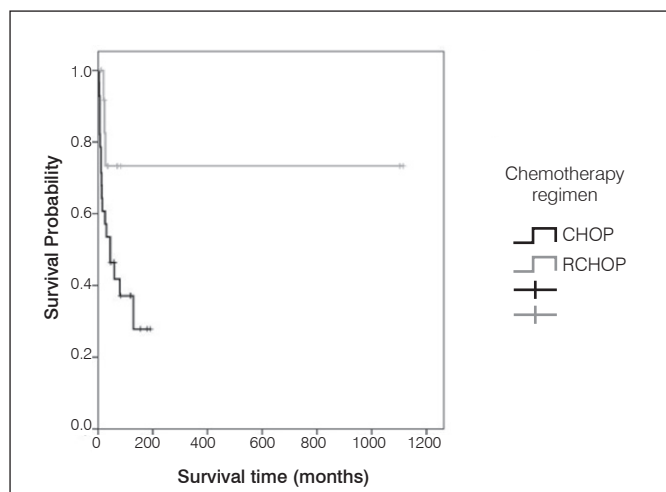 1.0
0.8
0.6
0.4
0.2
0.0
Survival Probability
0 200 400 600 800 1000 1200
Survival time (months)
Chemotherapy
regimen
CHOP
RCHOP